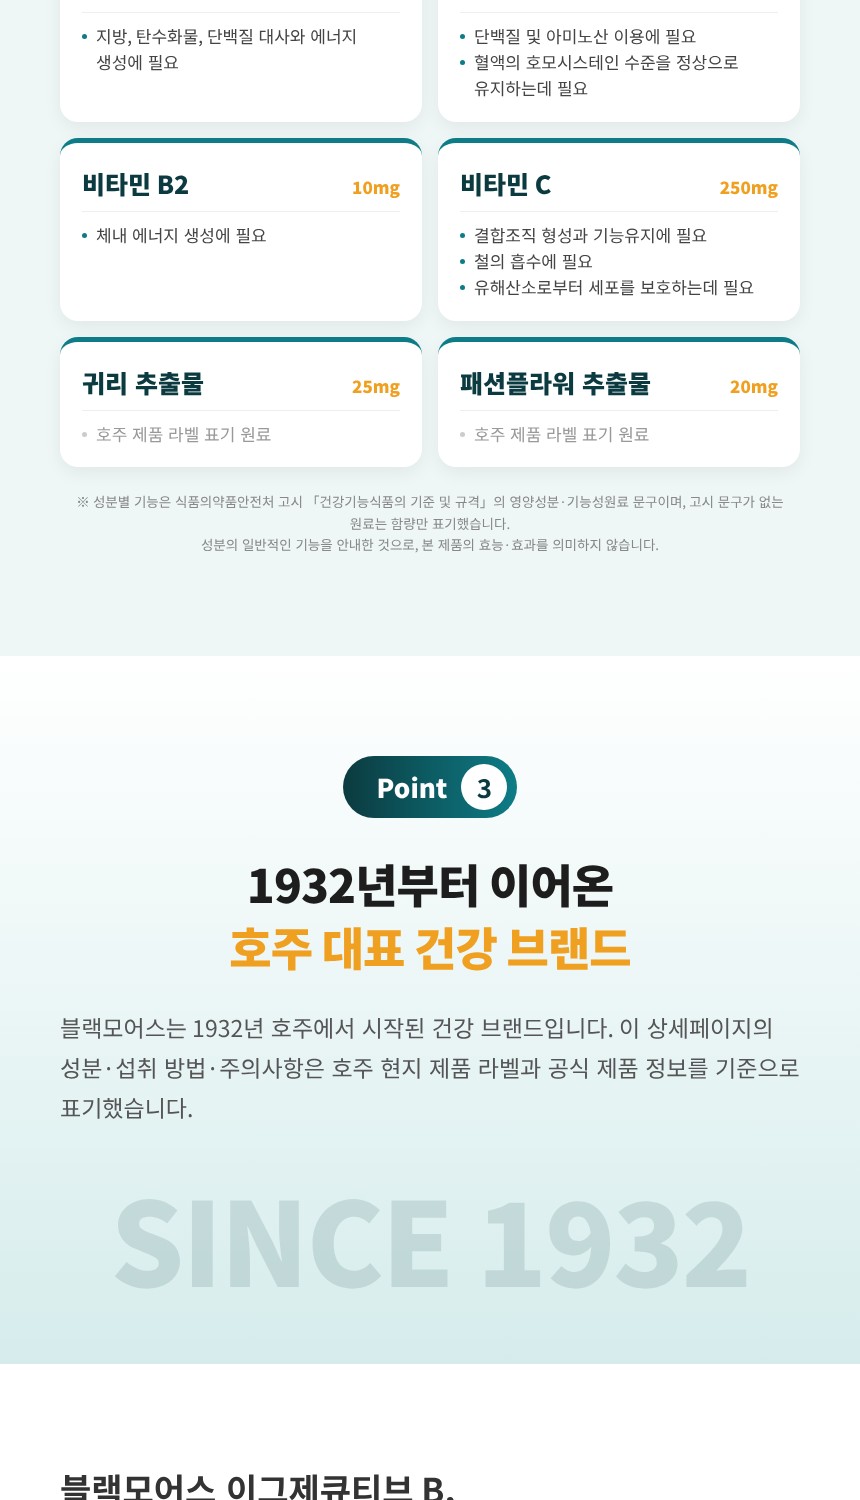 지방, 탄수화물, 단백질 대사와 에너지
생성에 필요
단백질 및 아미노산 이용에 필요
혈액의 호모시스테인 수준을 정상으로
유지하는데 필요
비타민 B2 10mg
체내 에너지 생성에 필요
비타민 C 250mg
결합조직 형성과 기능유지에 필요
철의 흡수에 필요
유해산소로부터 세포를 보호하는데 필요
귀리 추출물 25mg
호주 제품 라벨 표기 원료
패션플라워 추출물 20mg
호주 제품 라벨 표기 원료
※ 성분별 기능은 식품의약품안전처 고시 「건강기능식품의 기준 및 규격」의 영양성분·기능성원료 문구이며, 고시 문구가 없는
원료는 함량만 표기했습니다.
성분의 일반적인 기능을 안내한 것으로, 본 제품의 효능·효과를 의미하지 않습니다.
Point 3
1932년부터 이어온
호주 대표 건강 브랜드
블랙모어스는 1932년 호주에서 시작된 건강 브랜드입니다. 이 상세페이지의
성분·섭취 방법·주의사항은 호주 현지 제품 라벨과 공식 제품 정보를 기준으로
표기했습니다.
SINCE 1932
블랙모어스 이그제큐티브 B,